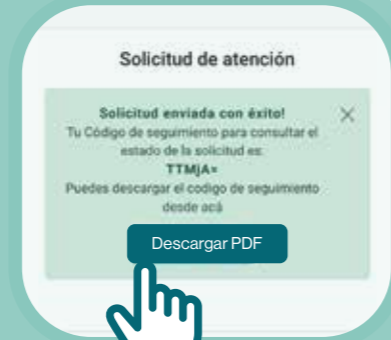 Solicitud de atención
Solicitud enviada con éxito!
Tu Código de seguimiento para consultar el
estado de la solicitud es:
TTMjA=
Puedes descargar el codigo de seguimiento
desde acá
Descargar PDF